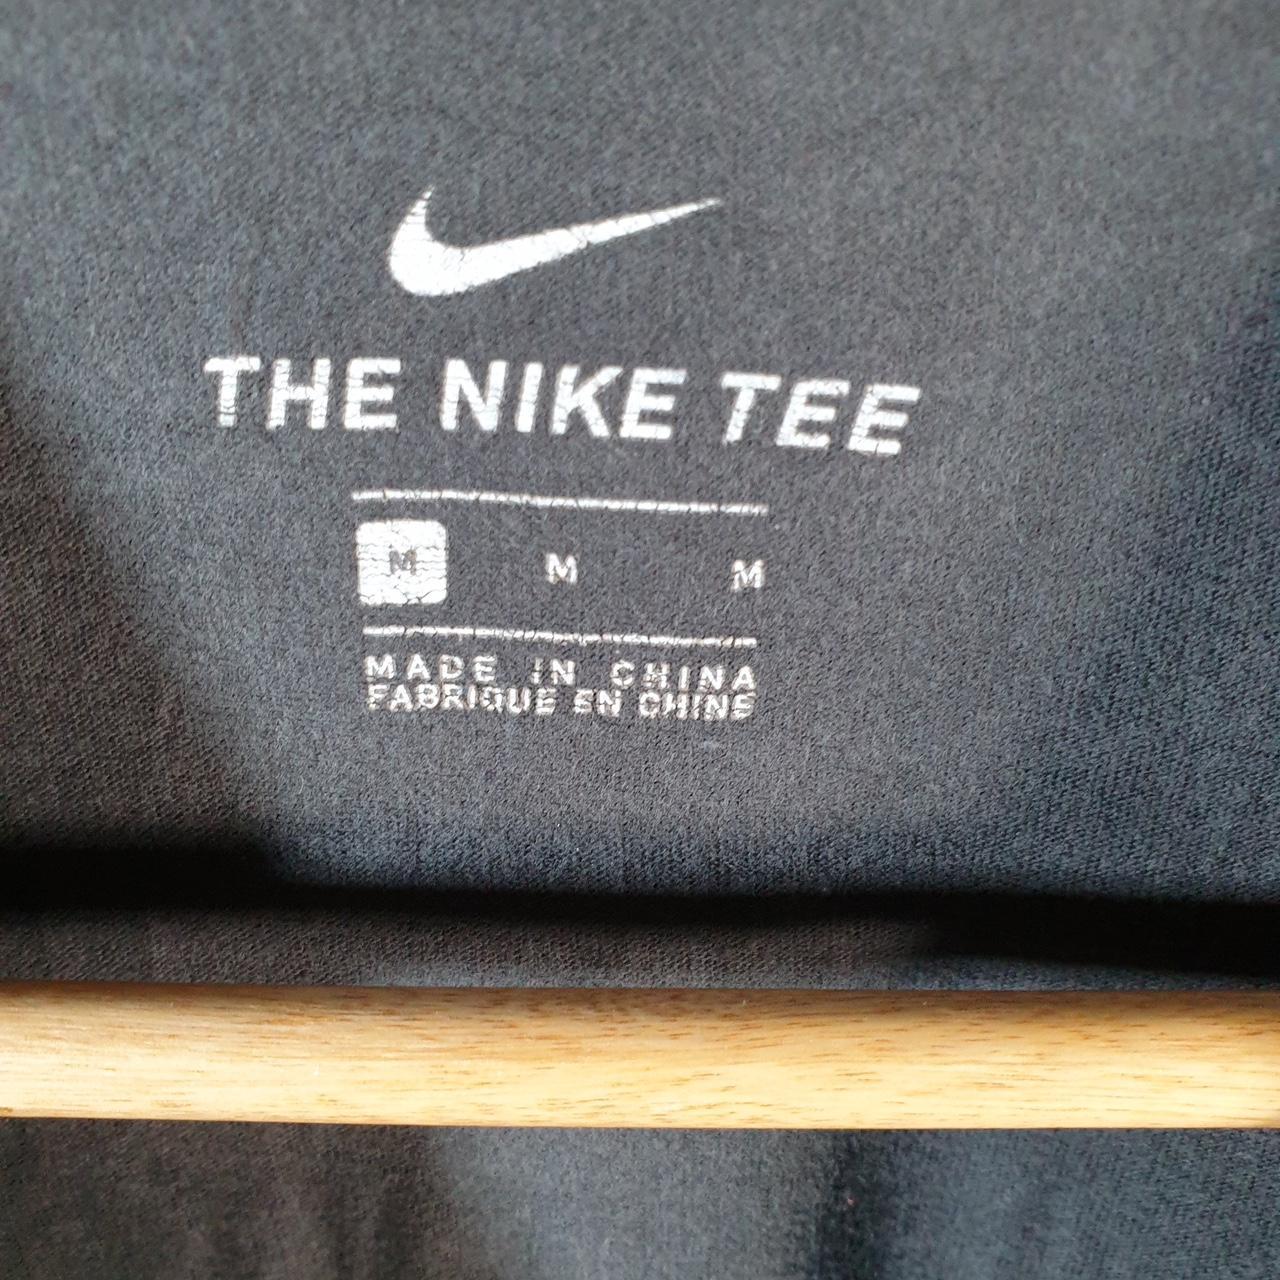 THE NIKE TEE
M M M
MADE IN CHINA
FABRIQUE EN CHINE